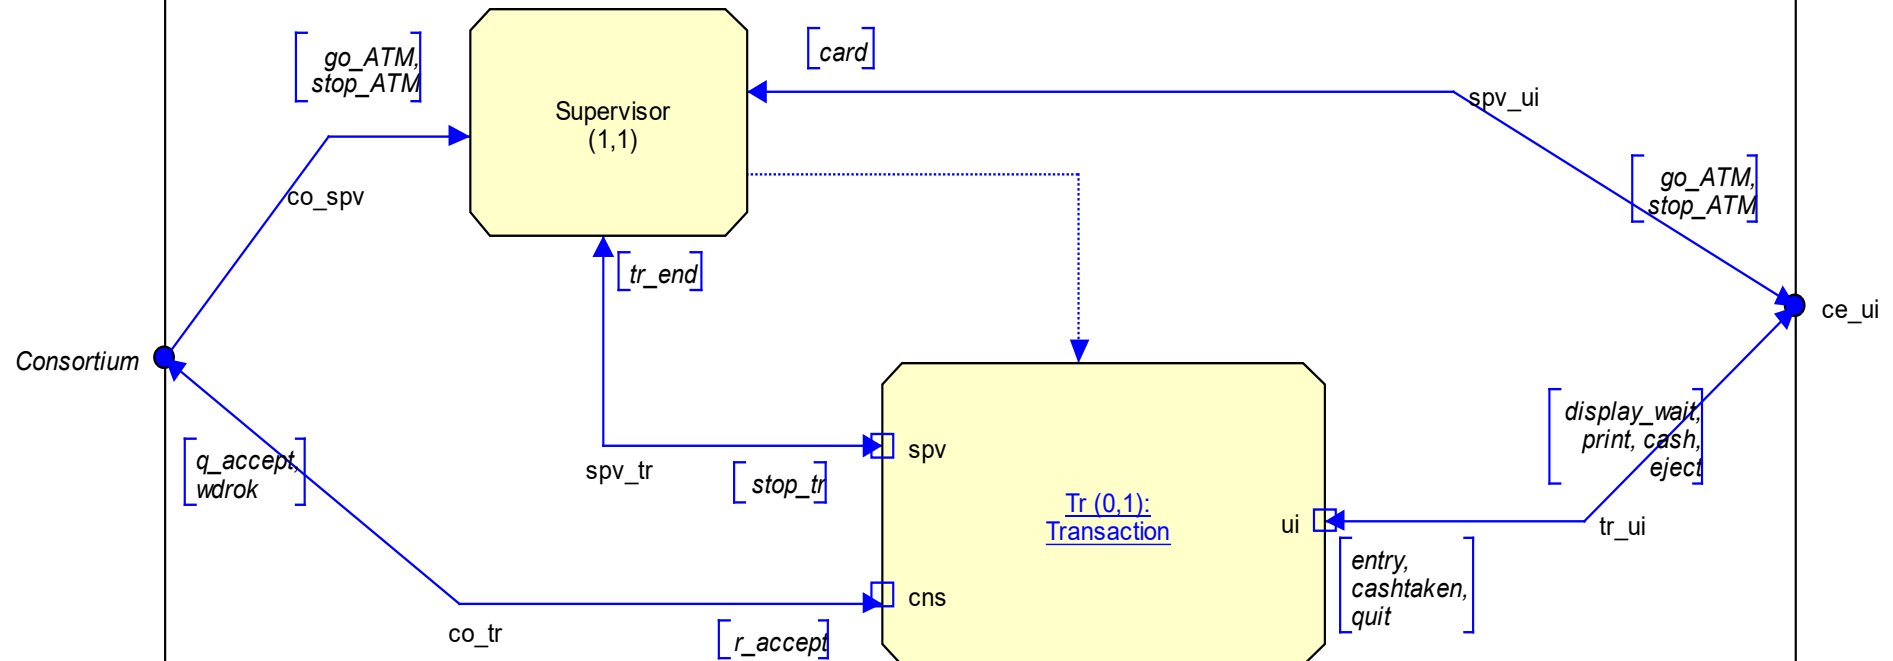 go_ATM,
stop_ATM
card
Supervisor
(1,1)
spv_ui
go_ATM,
stop_ATM
co_spv
tr_end
ce_ui
Consortium
display_wait,
print, cash,
eject
q_accept,
wdrok
spv_tr
stop_tr
spv
Tr (0,1):
Transaction
ui
tr_ui
entry,
cashtaken,
quit
cns
co_tr
r_accept